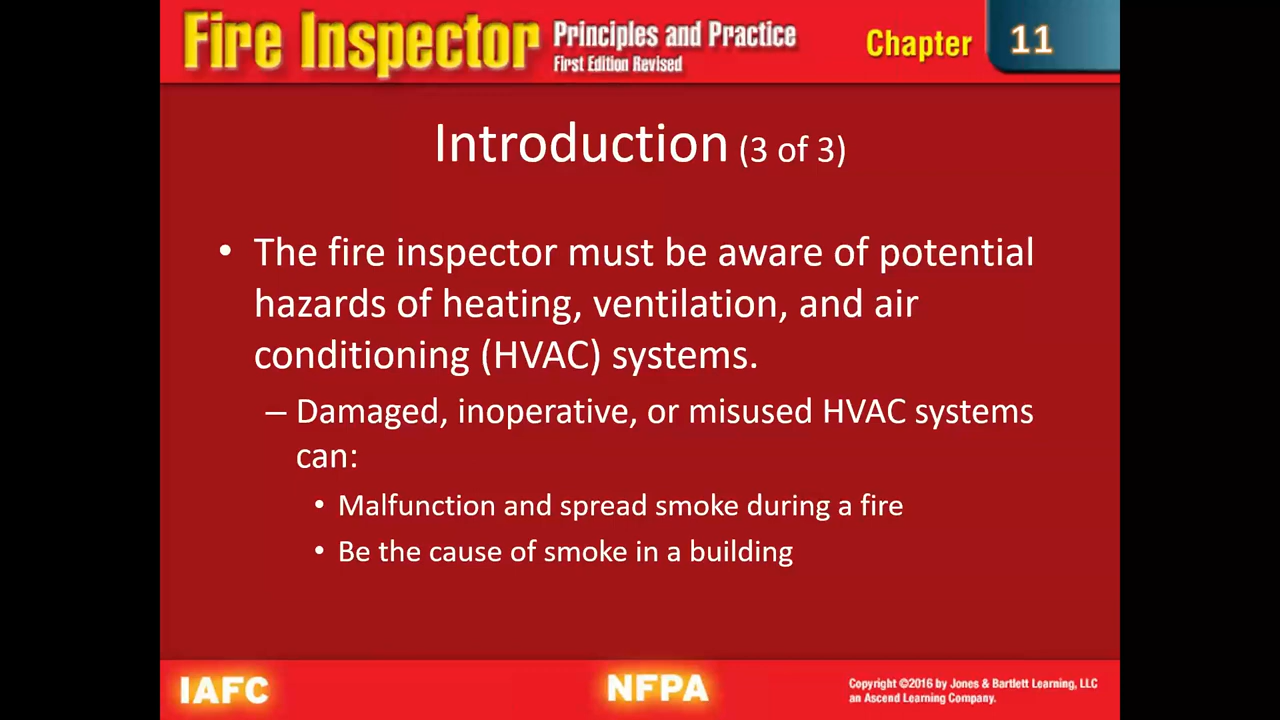 Fire Inspector Principles and Practice
First Edition Revised
Chapter 11
Introduction (3 of 3)
• The fire inspector must be aware of potential
hazards of heating, ventilation, and air
conditioning (HVAC) systems.
– Damaged, inoperative, or misused HVAC systems
can:
• Malfunction and spread smoke during a fire
• Be the cause of smoke in a building
IAFC
NFPA
Copyright ©2016 by Jones & Bartlett Learning, LLC
an Ascend Learning Company.